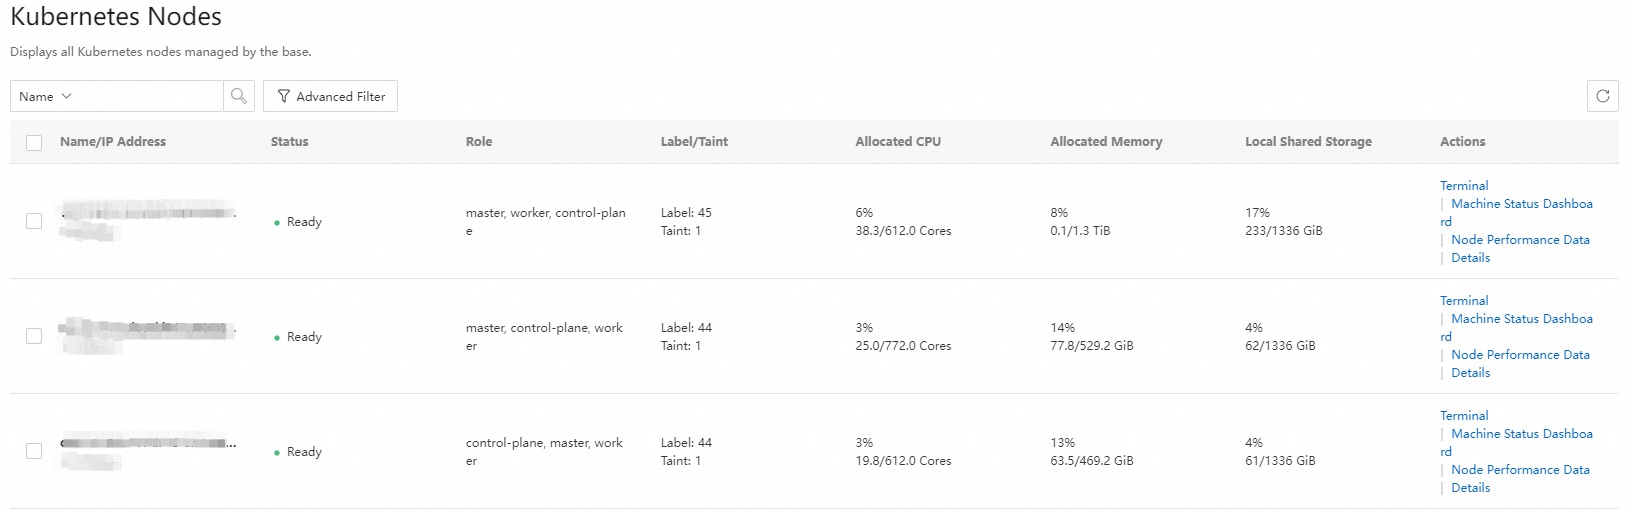 Kubernetes Nodes
Displays all Kubernetes nodes managed by the base.
Name
Advanced Filter
Name/IP Address Status Role Label/Taint Allocated CPU Allocated Memory Local Shared Storage Actions
Ready
master, worker, control-plan
e
Label: 45
Taint: 1
6%
38.3/612.0 Cores
8%
0.1/1.3 TiB
17%
233/1336 GiB
Terminal
| Machine Status Dashboa
rd
| Node Performance Data
| Details
Ready
master, control-plane, work
er
Label: 44
Taint: 1
3%
25.0/772.0 Cores
14%
77.8/529.2 GiB
4%
62/1336 GiB
Terminal
| Machine Status Dashboa
rd
| Node Performance Data
| Details
Ready
control-plane, master, work
er
Label: 44
Taint: 1
3%
19.8/612.0 Cores
13%
63.5/469.2 GiB
4%
61/1336 GiB
Terminal
| Machine Status Dashboa
rd
| Node Performance Data
| Details